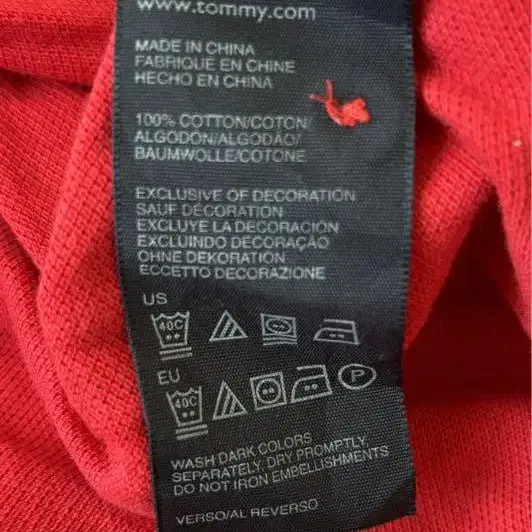 www.tommy.com
MADE IN CHINA
FABRIQUE EN CHINE
HECHO EN CHINA
100% COTTON/COTON/
ALGODÓN/ALGODÃO/
BAUMWOLLE/COTONE
EXCLUSIVE OF DECORATION
SAUF DÉCORATION
EXCLUYE LA DECORACIÓN
EXCLUINDO DECORAÇÃO
OHNE DEKORATION
ECCETTO DECORAZIONE
US
40C
EU
40C P
WASH DARK COLORS
SEPARATELY, DRY PROMPTLY
DO NOT IRON EMBELLISHMENTS
VERSO/AL REVERSO